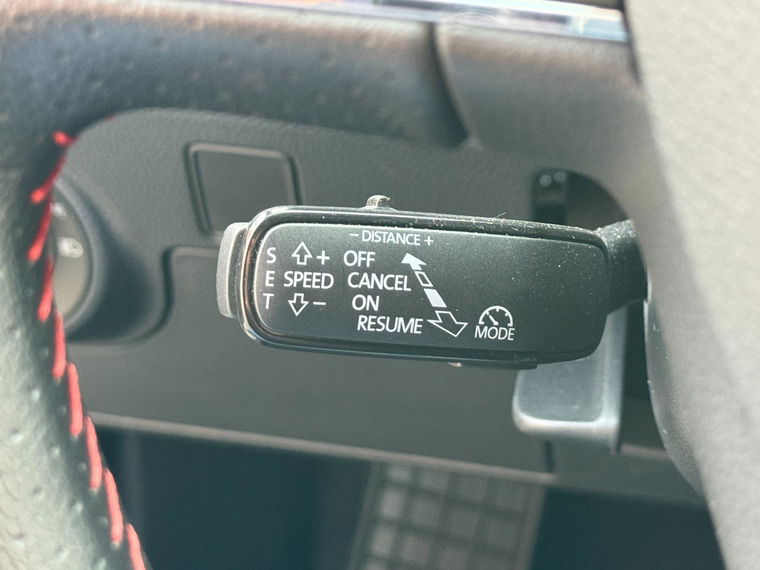 − DISTANCE +
S + OFF
E SPEED CANCEL
T − ON
RESUME
MODE